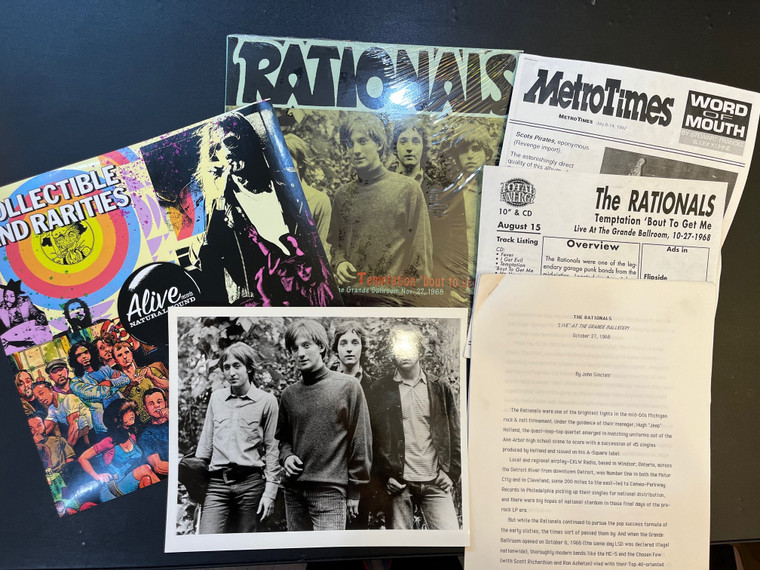 RATIONALS
Temptation 'bout to
Grande Ballroom Nov. 27, 1968
OLLECTIBLE
ND RARITIES
Alive
records
NATURAL SOUND
MetroTimes
METROTIMES
WORD
OF
MOUTH
Scots Pirates, eponymous
(Revenge import).
The astonishingly direct
quality of this
TOTAL
ENERGY
10" & CD
August 15
The RATIONALS
Temptation 'Bout To Get Me
Live At The Grande Ballroom, 10-27-1968
Track Listing
CD:
• Fever
• I Get Evil
• Temptation
'Bout To Get Me
Overview
The Rationals were one of the leg-
endary garage punk bands from the
Ads in
Flipside
THE RATIONALS
"LIVE" AT THE GRANDE BALLROOM
October 27, 1968
By John Sinclair
The Rationals were one of the brightest lights in the mid-60s Michigan
rock & roll firmament. Under the guidance of their manager, Hugh "Jeep"
Holland, the quasi-mop-top quartet emerged in matching uniforms out of the
Ann Arbor high school scene to score with a succession of 45 singles
produced by Holland and issued on his A-Square label.
Local and regional airplay—CKLW Radio, based in Windsor, Ontario, across
the Detroit River from downtown Detroit, was Number One in both the Motor
City and in Cleveland, some 200 miles to the east—led to Cameo-Parkway
Records in Philadelphia picking up their singles for national distribution,
and there were big hopes of national stardom in those final days of the pre-
rock LP era.
But while the Rationals continued to pursue the pop success formula of
the early sixties, the times sort of passed them by. And when the Grande
Ballroom opened on October 6, 1966 (the same day LSD was declared illegal
nationwide), thoroughly modern bands like the MC-5 and the Chosen Few
(with Scott Richardson and Ron Asheton) vied with their Top 40-oriented